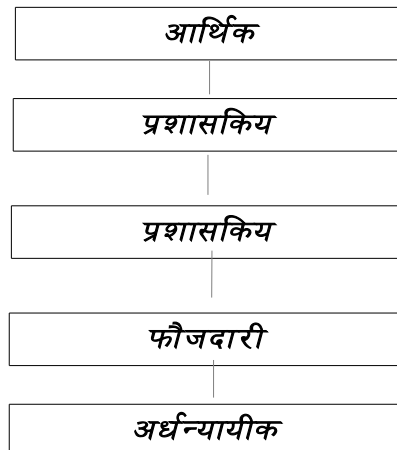 आर्थिक
प्रशासकिय
प्रशासकिय
फौजदारी
अर्धन्यायीक